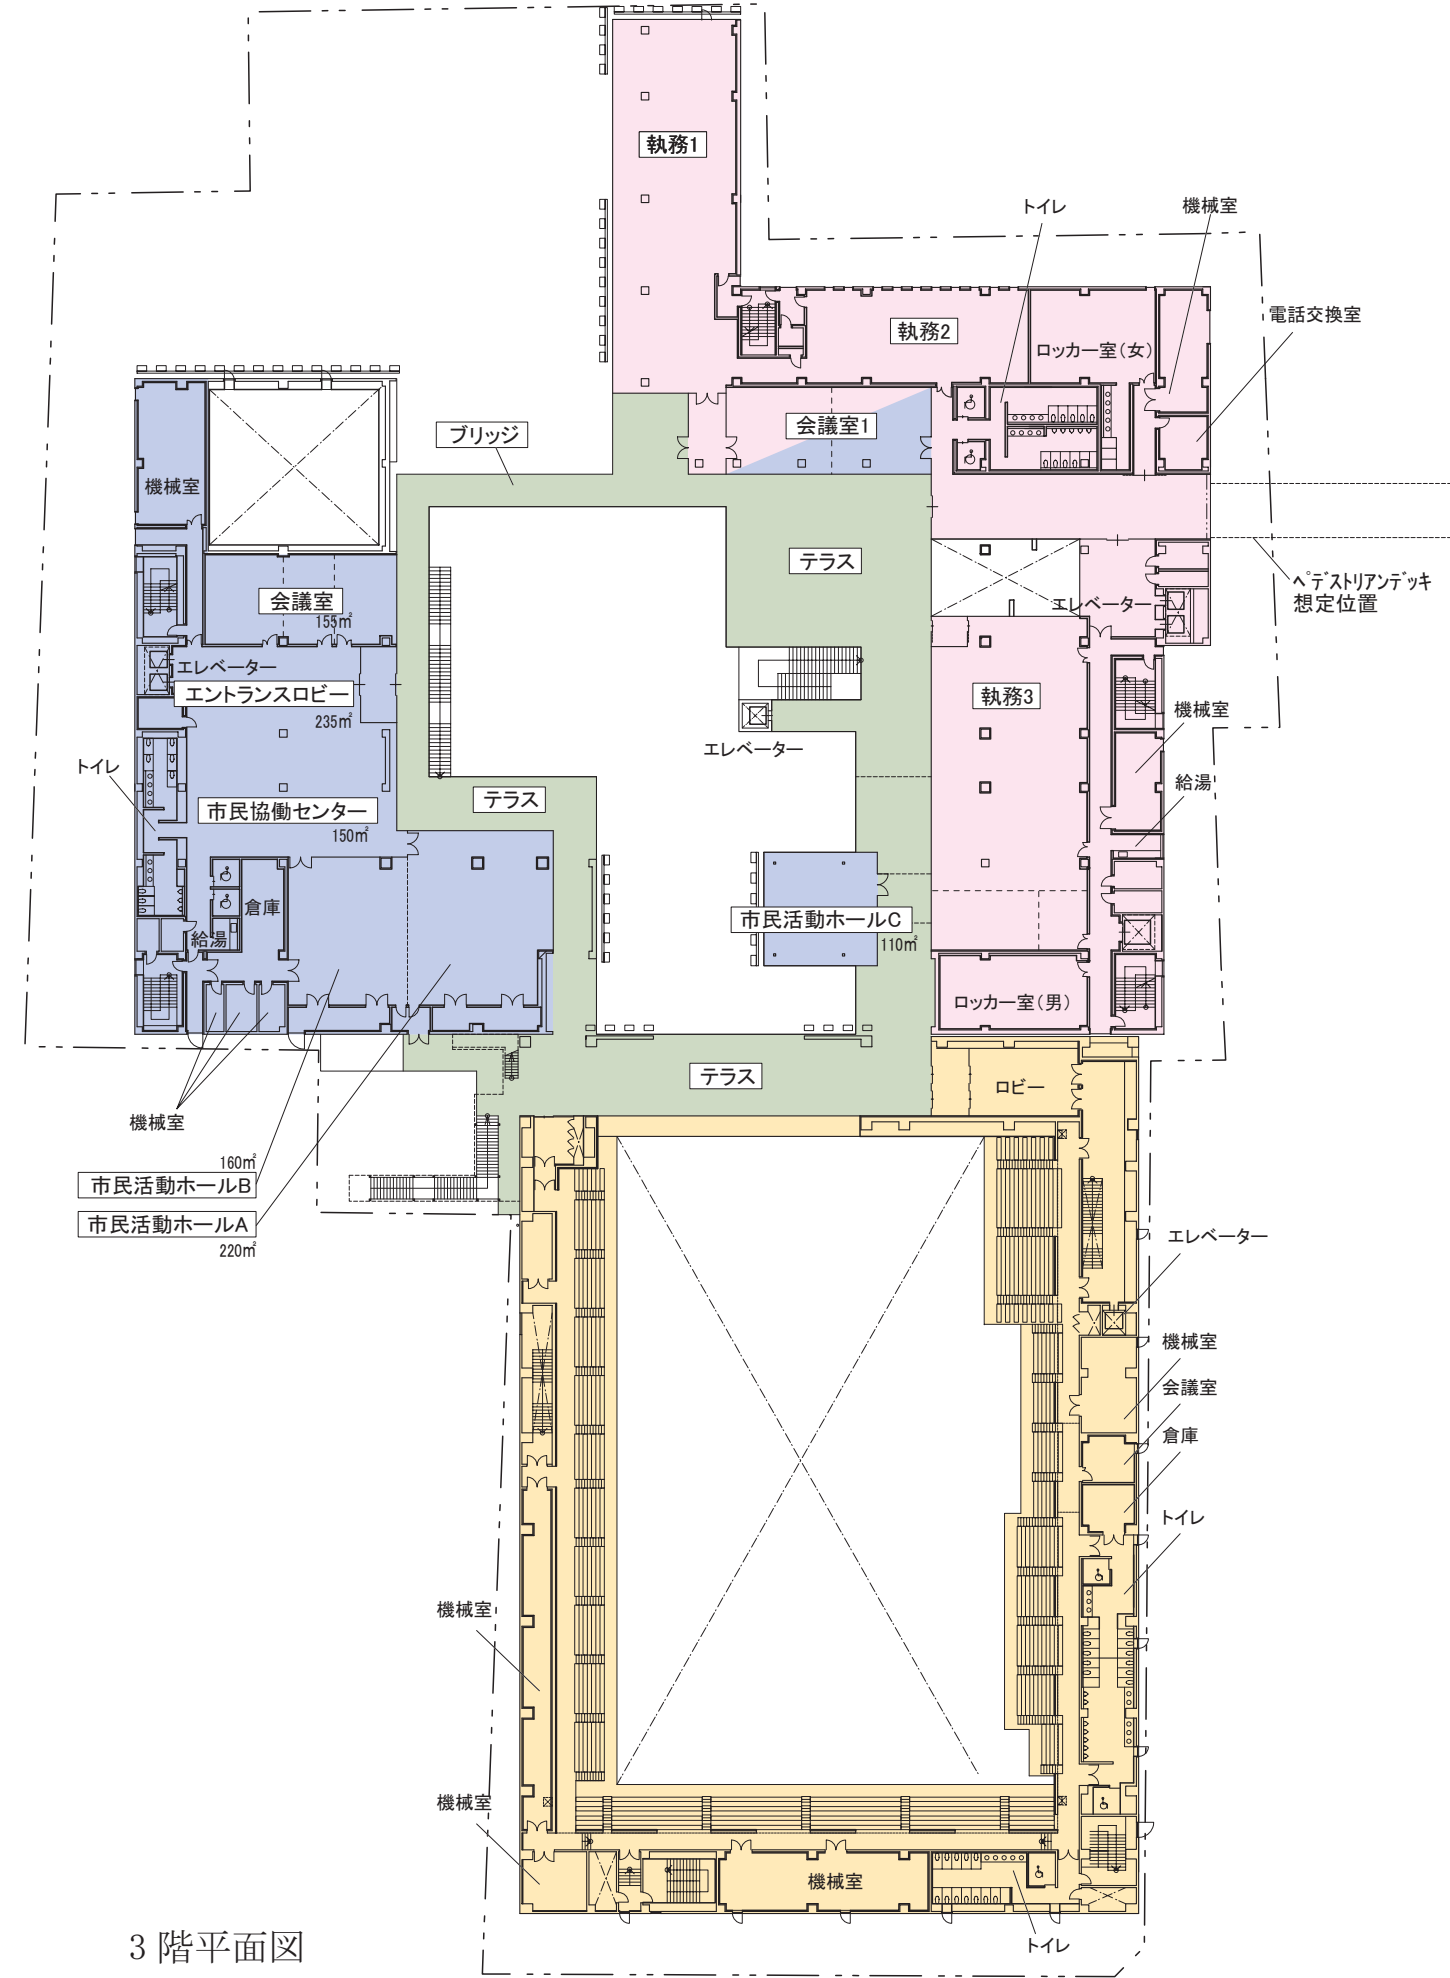 執務1
トイレ
機械室
電話交換室
執務2
ロッカー室(女)
会議室1
ブリッジ
機械室
テラス
ペデストリアンデッキ
想定位置
会議室
155㎡
エレベーター
エレベーター
エントランスロビー
235㎡
執務3
機械室
エレベーター
トイレ
給湯
テラス
市民協働センター
150㎡
倉庫
給湯
市民活動ホールC
110㎡
ロッカー室(男)
テラス
ロビー
機械室
160㎡
市民活動ホールB
市民活動ホールA
220㎡
エレベーター
機械室
会議室
倉庫
トイレ
機械室
機械室
機械室
トイレ
3階平面図